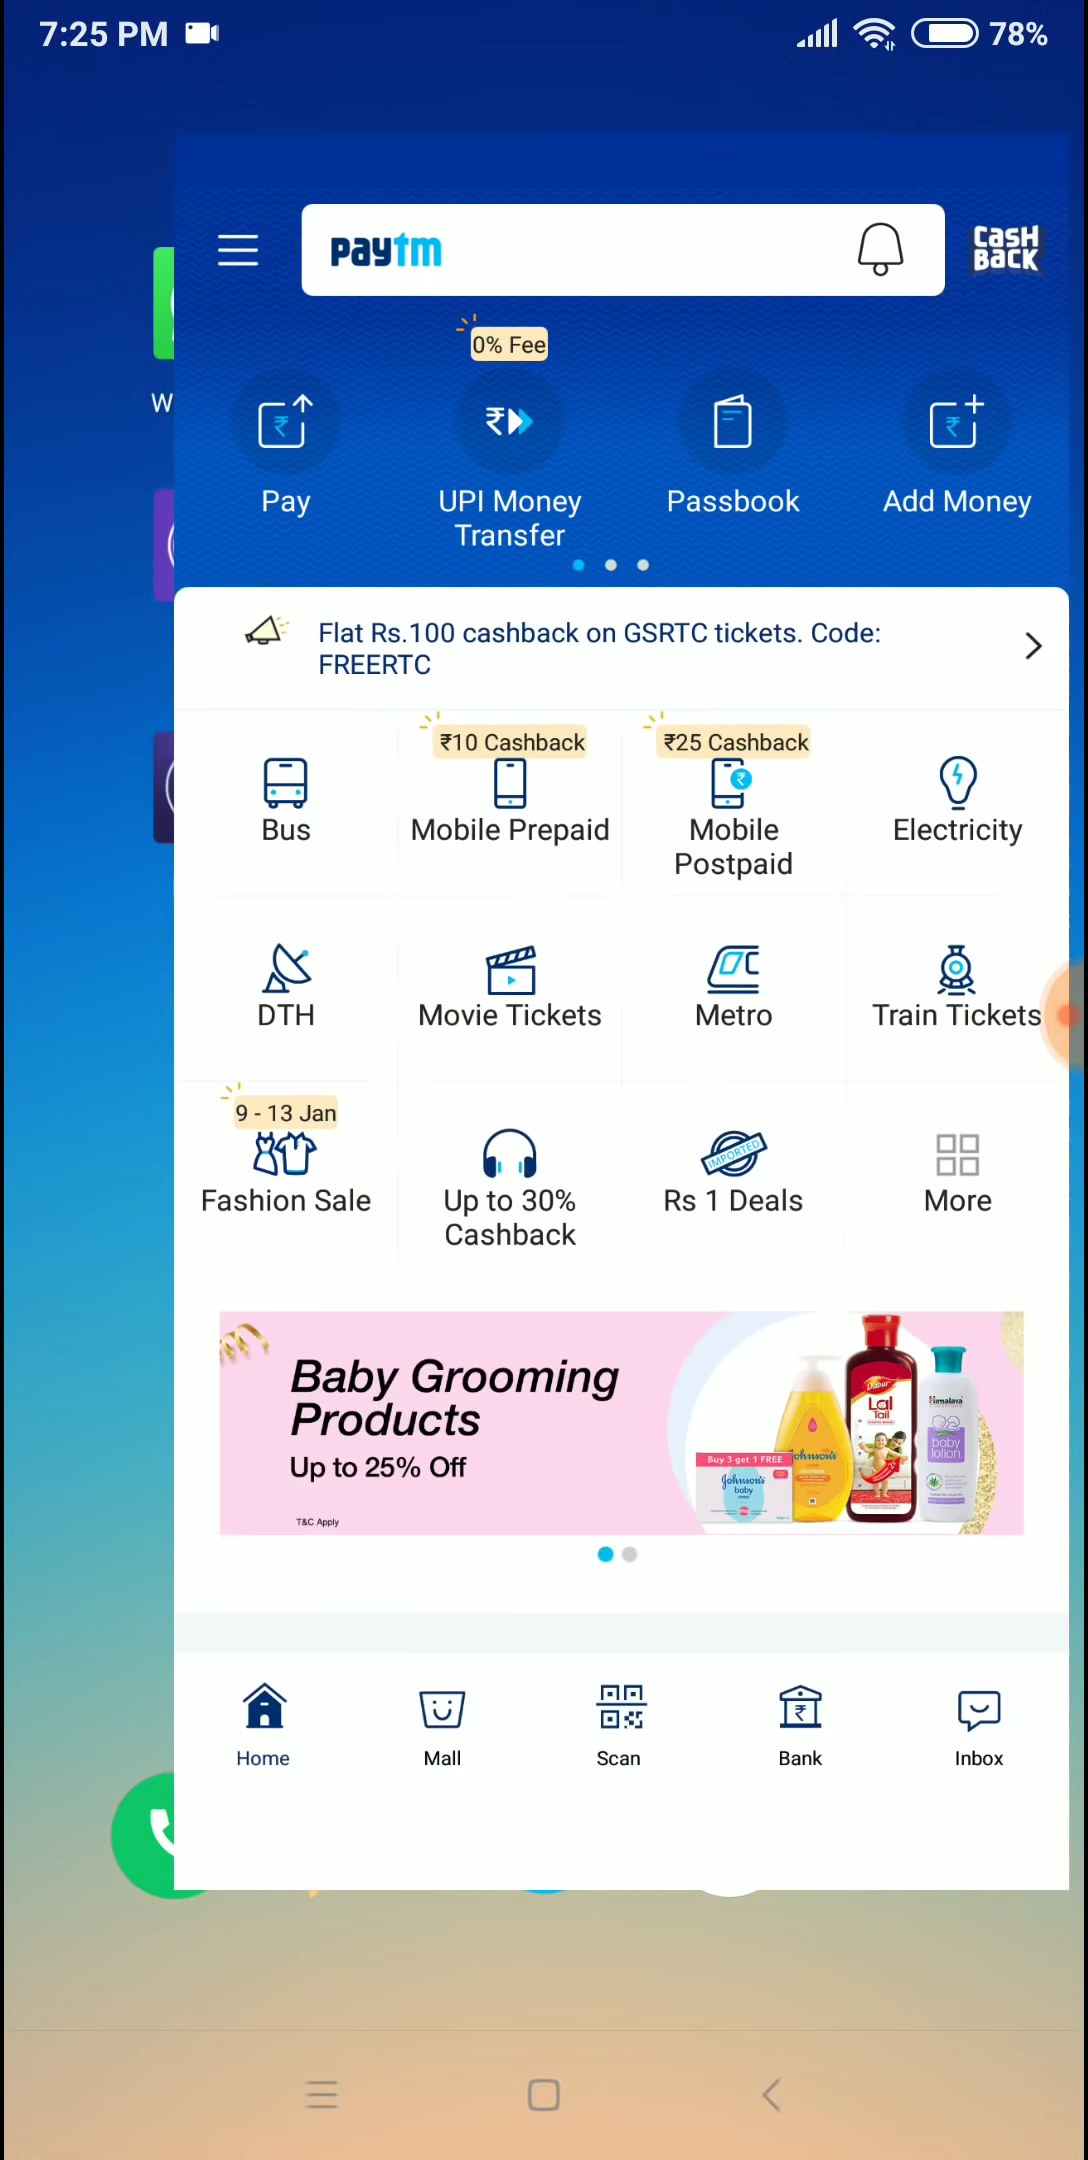 7:25 PM
78%
paytm
CASH
BACK
0% Fee
Pay
UPI Money
Transfer
Passbook
Add Money
W
Flat Rs.100 cashback on GSRTC tickets. Code:
FREERTC
₹10 Cashback
₹25 Cashback
Bus
Mobile Prepaid
Mobile
Postpaid
Electricity
DTH
Movie Tickets
Metro
Train Tickets
9 - 13 Jan
IMPORTED
Fashion Sale
Up to 30%
Cashback
Rs 1 Deals
More
Baby Grooming
Products
Up to 25% Off
T&C Apply
Buy 3 get 1 FREE
Johnson's
baby
Johnson's
Dabur
Lal
Tail
Himalaya
baby
lotion
Home
Mall
Scan
Bank
Inbox